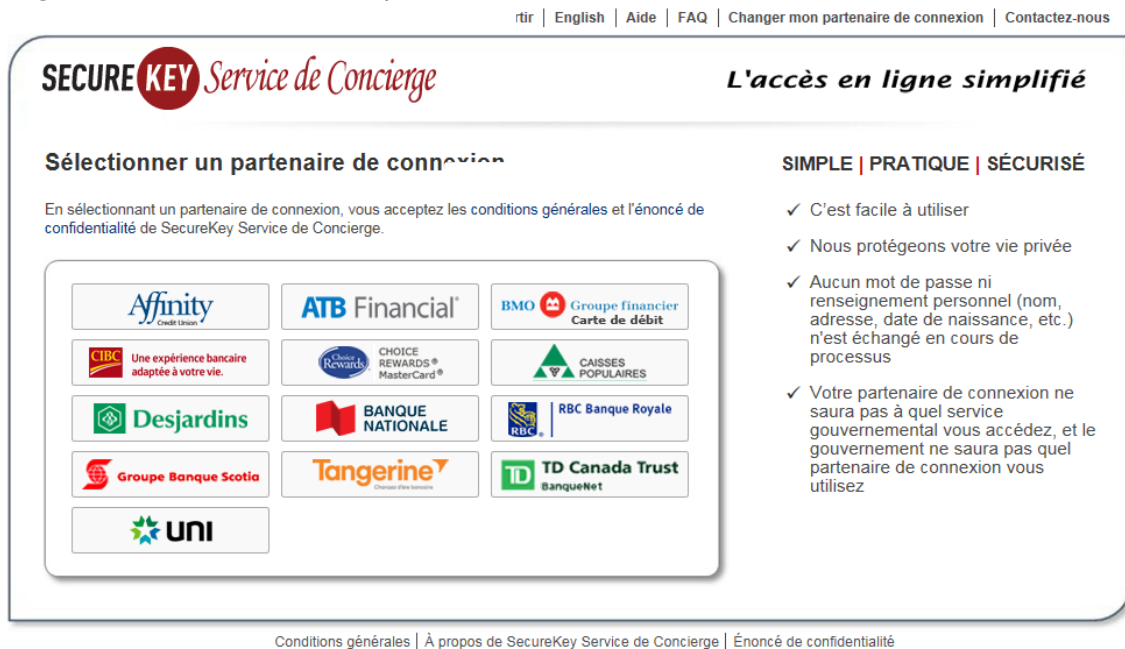 rtir | English | Aide | FAQ | Changer mon partenaire de connexion | Contactez-nous
SECURE KEY Service de Concierge
L'accès en ligne simplifié
Sélectionner un partenaire de connexion
SIMPLE | PRATIQUE | SÉCURISÉ
En sélectionnant un partenaire de connexion, vous acceptez les conditions générales et l'énoncé de
confidentialité de SecureKey Service de Concierge.
Affinity
Credit Union
ATB Financial
BMO Groupe financier
Carte de débit
CIBC Une expérience bancaire
adaptée à votre vie.
Choice Rewards
CHOICE
REWARDS®
MasterCard®
CAISSES
POPULAIRES
Desjardins
BANQUE
NATIONALE
RBC
RBC Banque Royale
Groupe Banque Scotia
Tangerine
TD
TD Canada Trust
BanqueNet
UNI
✓ C'est facile à utiliser
✓ Nous protégeons votre vie privée
✓ Aucun mot de passe ni
renseignement personnel (nom,
adresse, date de naissance, etc.)
n'est échangé en cours de
processus
✓ Votre partenaire de connexion ne
saura pas à quel service
gouvernemental vous accédez, et le
gouvernement ne saura pas quel
partenaire de connexion vous
utilisez
Conditions générales | À propos de SecureKey Service de Concierge | Énoncé de confidentialité